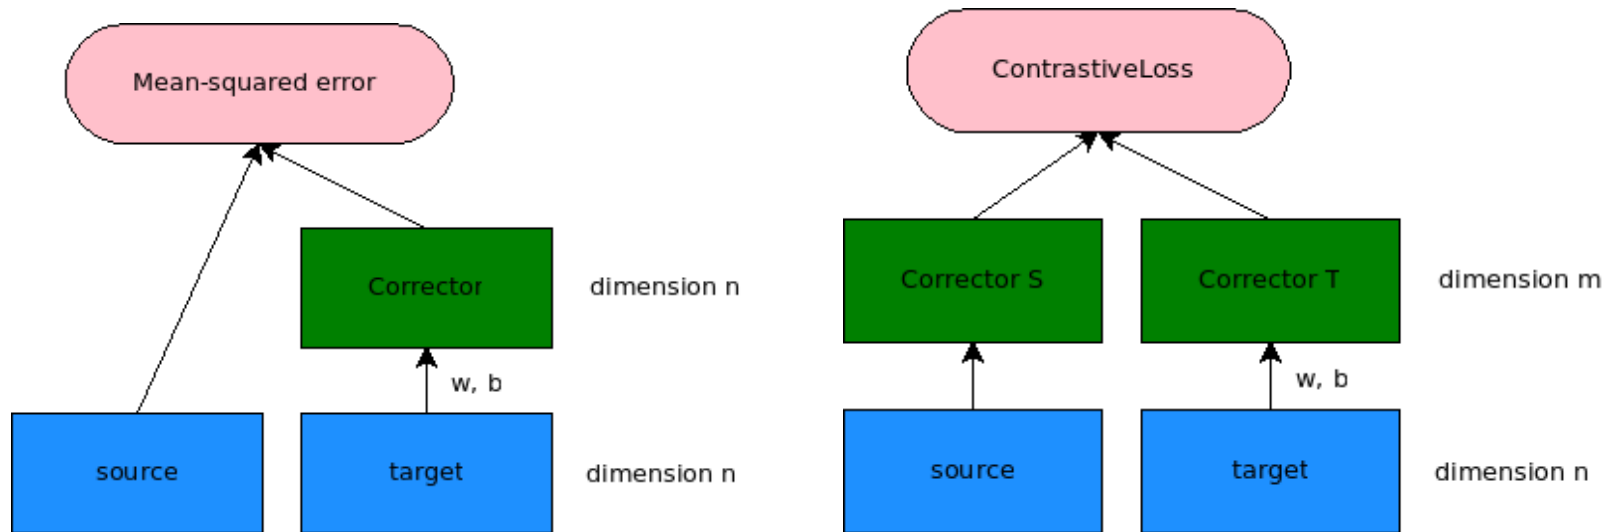 Mean-squared error
Corrector
dimension n
w, b
source
target
dimension n
ContrastiveLoss
Corrector S
Corrector T
dimension m
w, b
source
target
dimension n